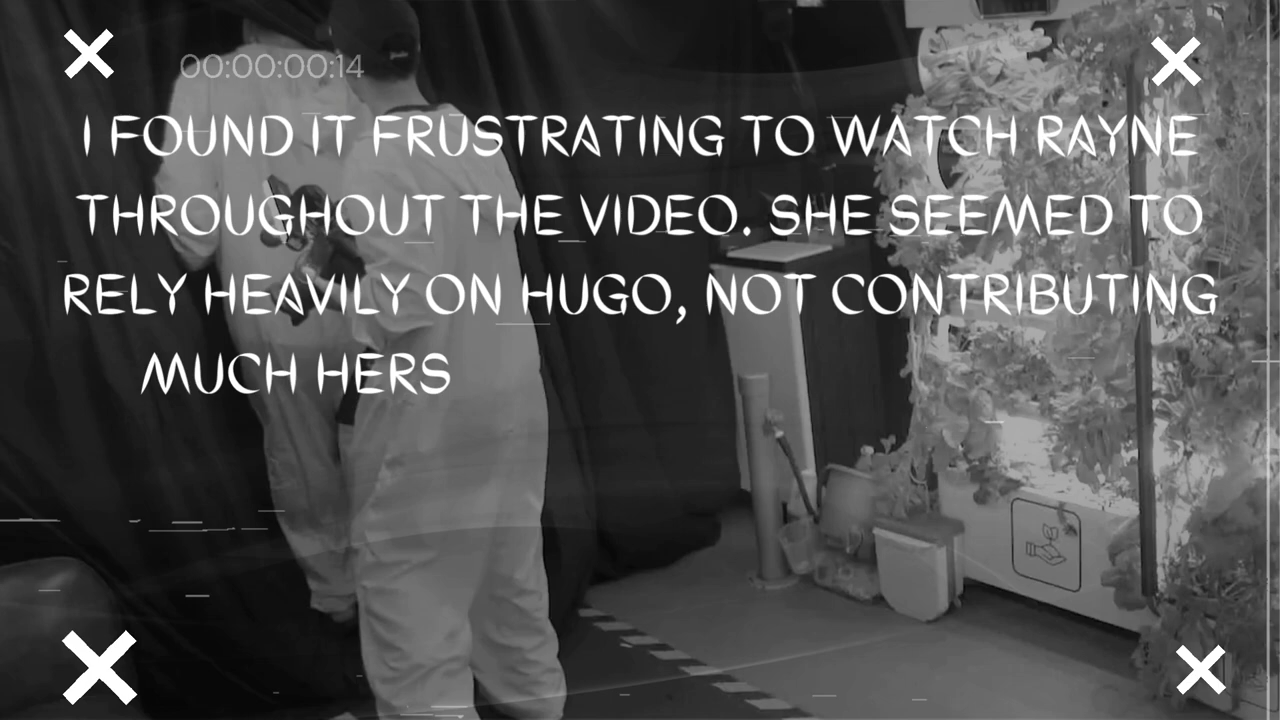 00:00:00:14
I FOUND IT FRUSTRATING TO WATCH RAYNE
THROUGHOUT THE VIDEO. SHE SEEMED TO
RELY HEAVILY ON HUGO, NOT CONTRIBUTING
MUCH HERS